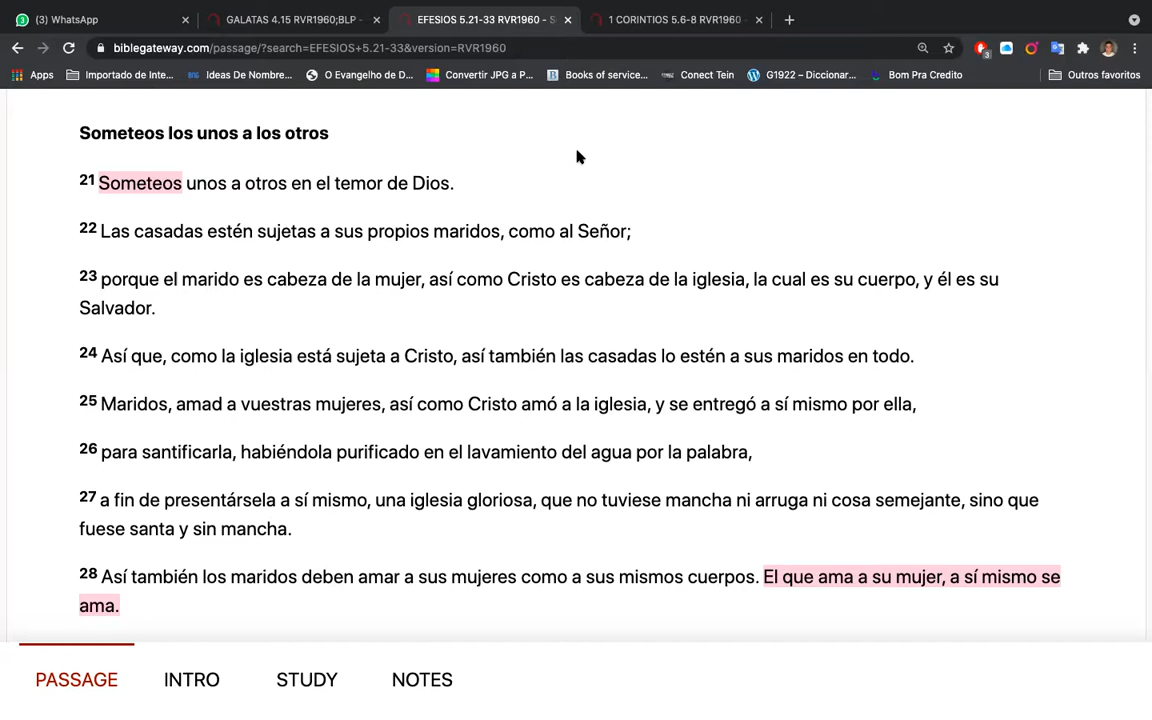 (3) WhatsApp
GALATAS 4.15 RVR1960;BLP -
EFESIOS 5.21-33 RVR1960 - S
1 CORINTIOS 5.6-8 RVR1960 -
biblegateway.com/passage/?search=EFESIOS+5.21-33&version=RVR1960
3
Apps
Importado de Inte...
Ideas De Nombre...
O Evangelho de D...
Convertir JPG a P...
Books of service...
Conect Tein
G1922 – Diccionar...
Bom Pra Credito
Outros favoritos
Someteos los unos a los otros
21 Someteos unos a otros en el temor de Dios.
22 Las casadas estén sujetas a sus propios maridos, como al Señor;
23 porque el marido es cabeza de la mujer, así como Cristo es cabeza de la iglesia, la cual es su cuerpo, y él es su
Salvador.
24 Así que, como la iglesia está sujeta a Cristo, así también las casadas lo estén a sus maridos en todo.
25 Maridos, amad a vuestras mujeres, así como Cristo amó a la iglesia, y se entregó a sí mismo por ella,
26 para santificarla, habiéndola purificado en el lavamiento del agua por la palabra,
27 a fin de presentársela a sí mismo, una iglesia gloriosa, que no tuviese mancha ni arruga ni cosa semejante, sino que
fuese santa y sin mancha.
28 Así también los maridos deben amar a sus mujeres como a sus mismos cuerpos. El que ama a su mujer, a sí mismo se
ama.
PASSAGE
INTRO
STUDY
NOTES